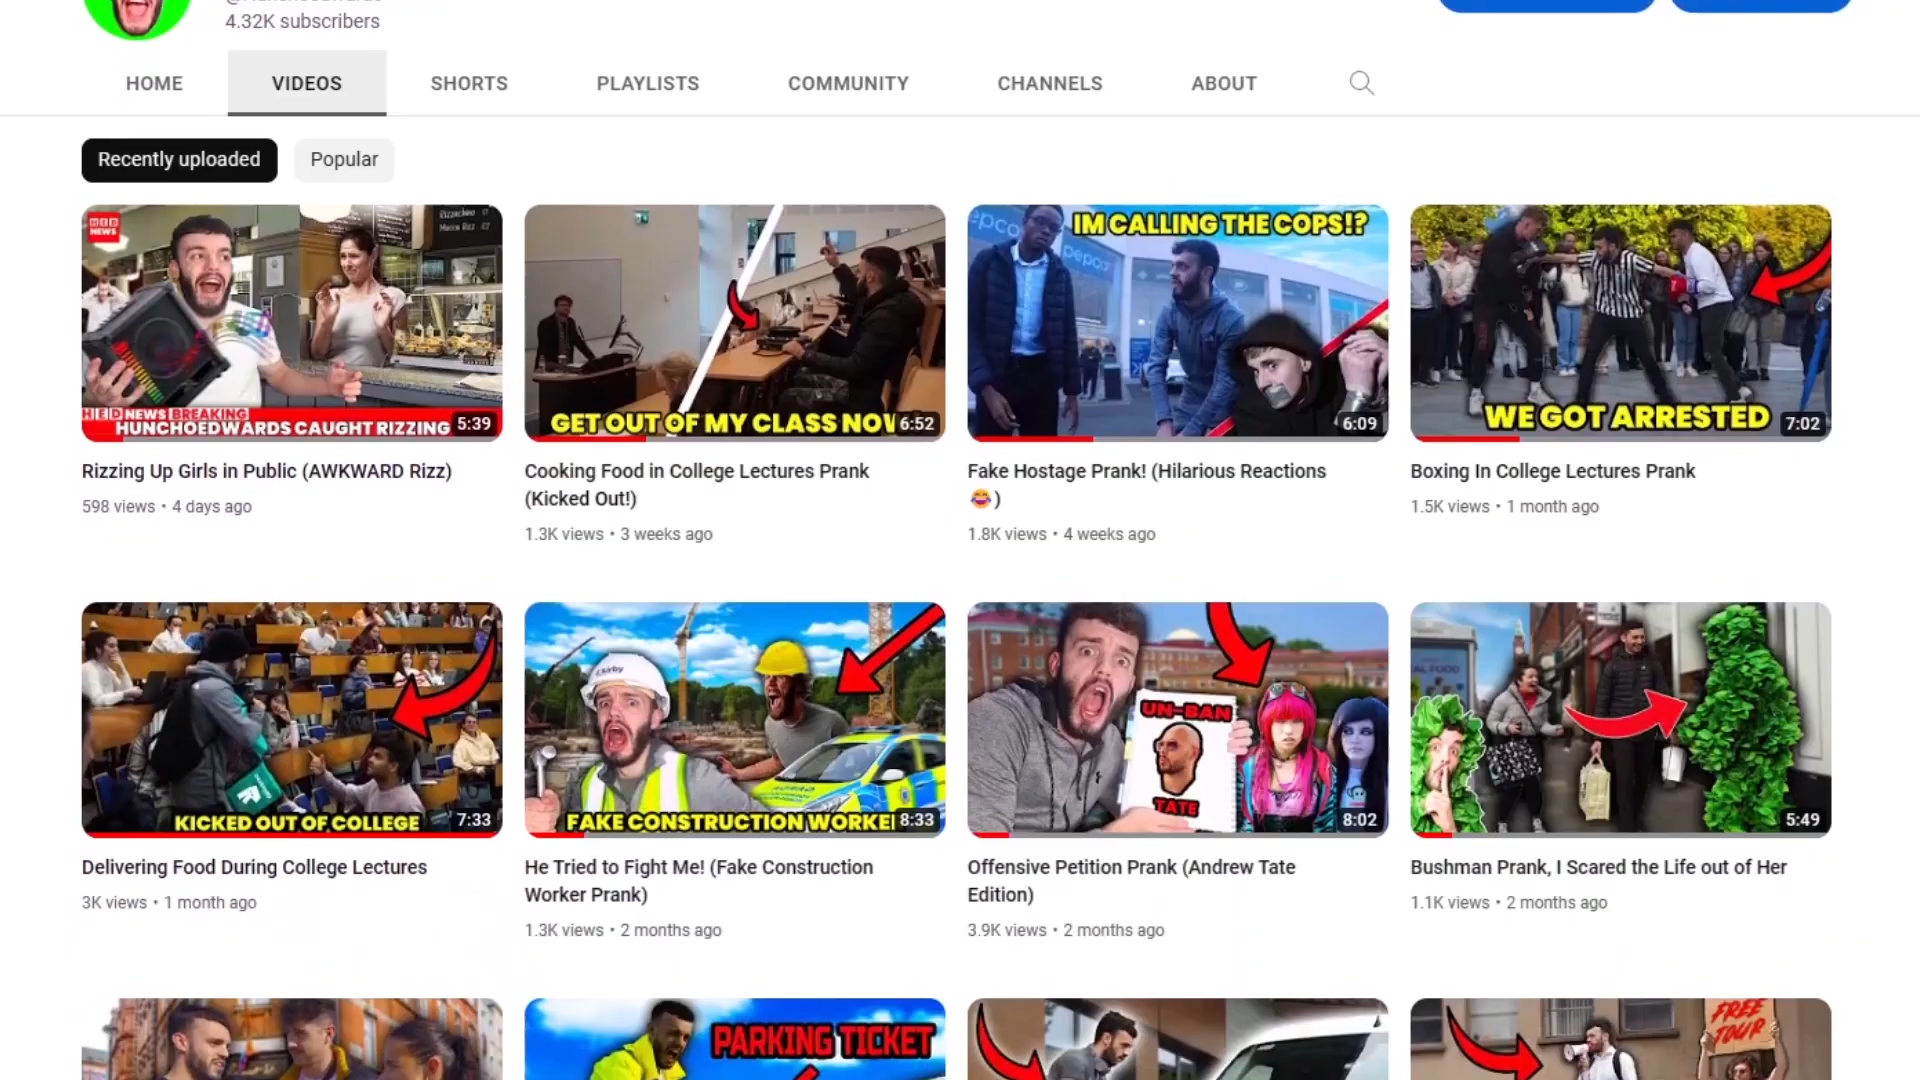 4.32K subscribers
HOME
VIDEOS
SHORTS
PLAYLISTS
COMMUNITY
CHANNELS
ABOUT
Recently uploaded
Popular
HED
NEWS
HED NEWS BREAKING
HUNCHOEDWARDS CAUGHT RIZZING
5:39
Rizzing Up Girls in Public (AWKWARD Rizz)
598 views • 4 days ago
GET OUT OF MY CLASS NOW
6:52
Cooking Food in College Lectures Prank
(Kicked Out!)
1.3K views • 3 weeks ago
IM CALLING THE COPS!?
6:09
Fake Hostage Prank! (Hilarious Reactions
😂)
1.8K views • 4 weeks ago
WE GOT ARRESTED
7:02
Boxing In College Lectures Prank
1.5K views • 1 month ago
KICKED OUT OF COLLEGE
7:33
Delivering Food During College Lectures
3K views • 1 month ago
FAKE CONSTRUCTION WORKE
8:33
He Tried to Fight Me! (Fake Construction
Worker Prank)
1.3K views • 2 months ago
UN-BAN
TATE
8:02
Offensive Petition Prank (Andrew Tate
Edition)
3.9K views • 2 months ago
5:49
Bushman Prank, I Scared the Life out of Her
1.1K views • 2 months ago
PARKING TICKET
FREE
TOUR